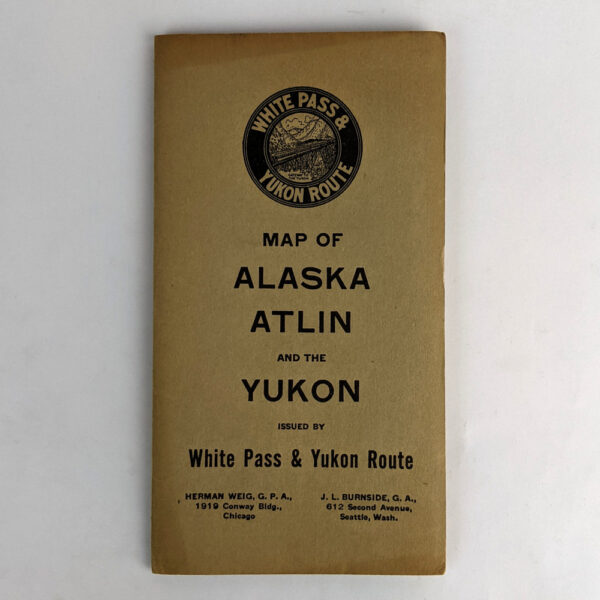 WHITE PASS &
YUKON ROUTE
MAP OF
ALASKA
ATLIN
AND THE
YUKON
ISSUED BY
White Pass & Yukon Route
HERMAN WEIG, G. P. A.,
1919 Conway Bldg.,
Chicago
J. L. BURNSIDE, G. A.,
612 Second Avenue,
Seattle, Wash.